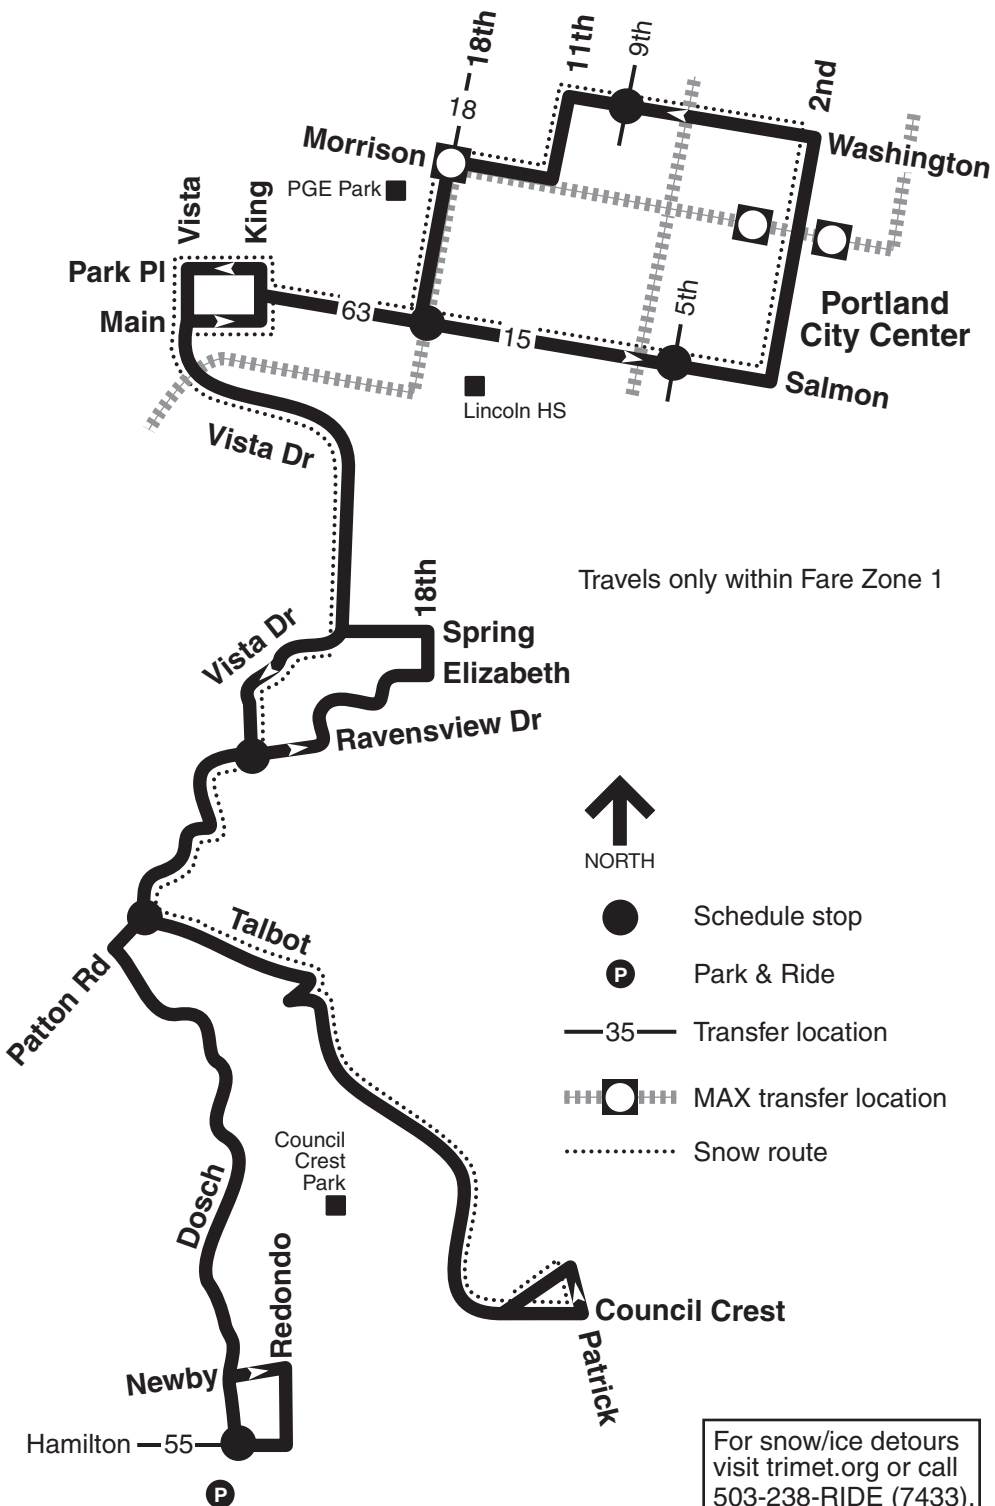 18th
11th
9th
2nd
18
Morrison
Washington
PGE Park
Vista
King
Park Pl
Main
63
15
5th
Portland
City Center
Salmon
Lincoln HS
Vista Dr
Travels only within Fare Zone 1
18th
Vista Dr
Spring
Elizabeth
Ravensview Dr
NORTH
Schedule stop
P
Park & Ride
35
Transfer location
MAX transfer location
Snow route
Talbot
Patton Rd
Council
Crest
Park
Dosch
Redondo
Council Crest
Patrick
Newby
Hamilton
55
P
For snow/ice detours
visit trimet.org or call
503-238-RIDE (7433).